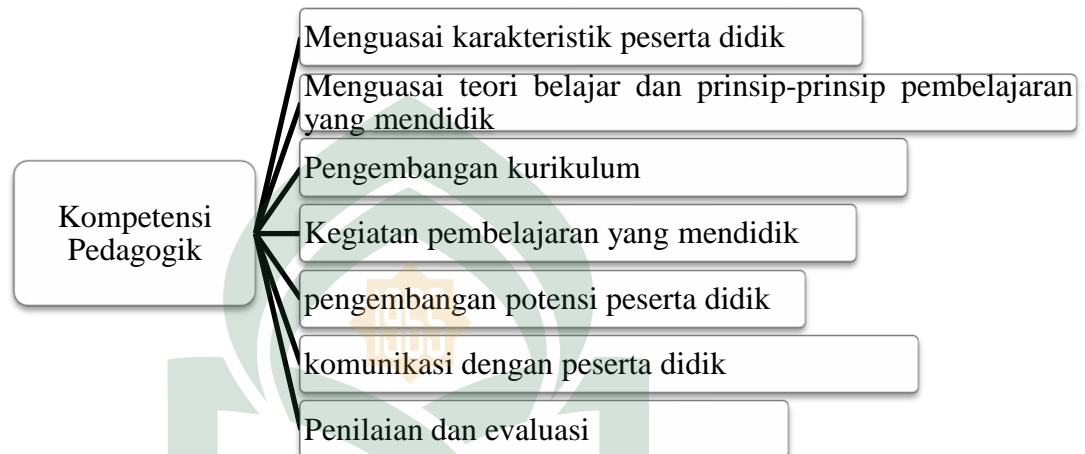 Menguasai karakteristik peserta didik
Menguasai teori belajar dan prinsip-prinsip pembelajaran
yang mendidik
Pengembangan kurikulum
Kompetensi
Pedagogik
Kegiatan pembelajaran yang mendidik
pengembangan potensi peserta didik
1965
komunikasi dengan peserta didik
Penilaian dan evaluasi